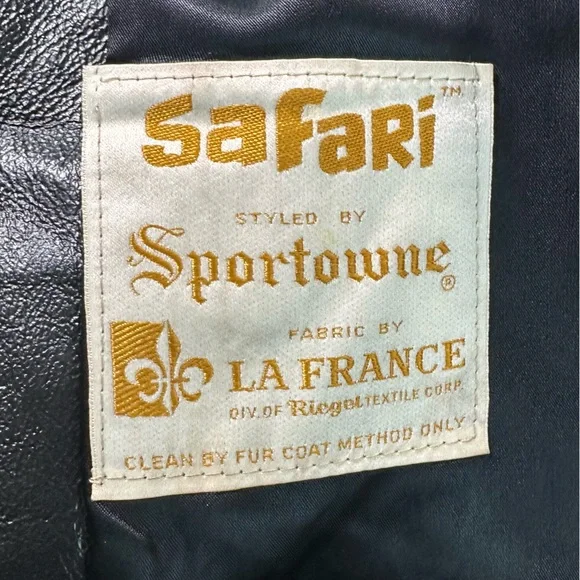 Safari™
STYLED BY
Sportowne®
FABRIC BY
LA FRANCE
DIV. OF Riegel TEXTILE CORP.
CLEAN BY FUR COAT METHOD ONLY